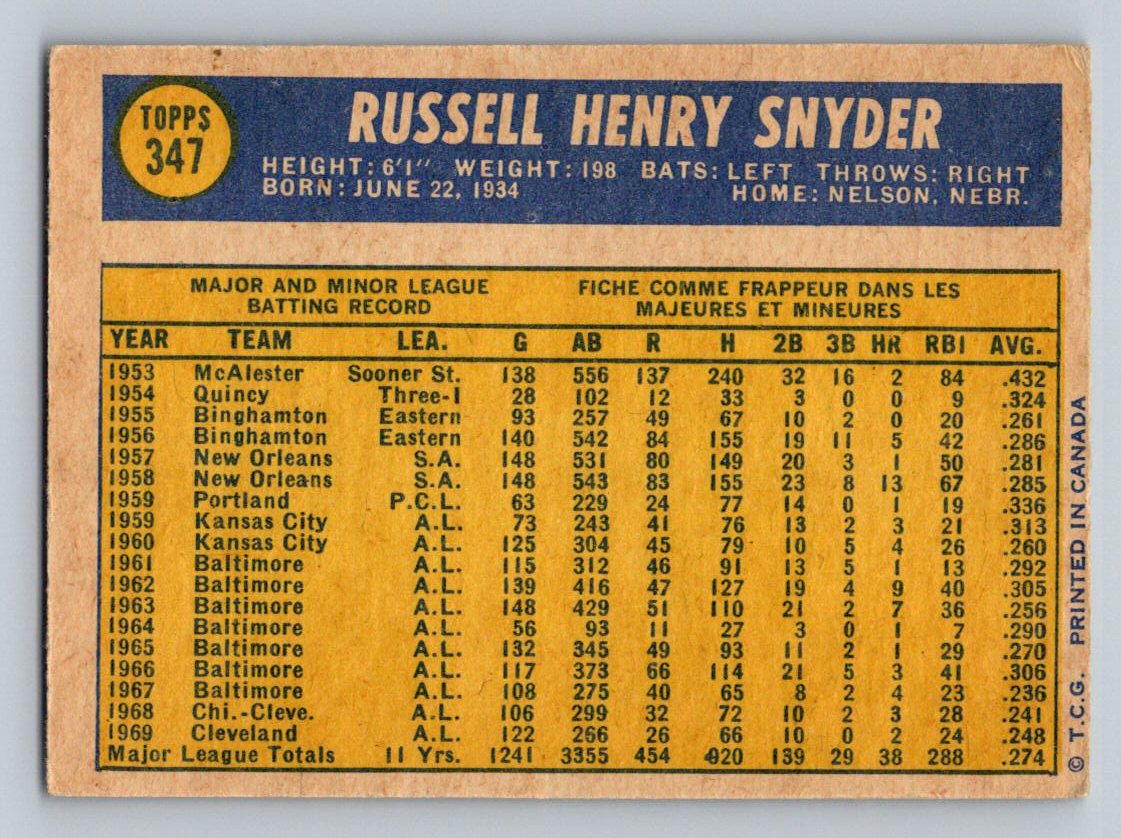 TOPPS
347
RUSSELL HENRY SNYDER
HEIGHT: 6'1" WEIGHT: 198 BATS: LEFT THROWS: RIGHT
BORN: JUNE 22, 1934 HOME: NELSON, NEBR.
MAJOR AND MINOR LEAGUE
BATTING RECORD
FICHE COMME FRAPPEUR DANS LES
MAJEURES ET MINEURES
YEAR TEAM LEA. G AB R H 2B 3B HR RBI AVG.
1953 McAlester Sooner St. 138 556 137 240 32 16 2 84 .432
1954 Quincy Three-I 28 102 12 33 3 0 0 9 .324
1955 Binghamton Eastern 93 257 49 67 10 2 0 20 .261
1956 Binghamton Eastern 140 542 84 155 19 11 5 42 .286
1957 New Orleans S.A. 148 531 80 149 20 3 1 50 .281
1958 New Orleans S.A. 148 543 83 155 23 8 13 67 .285
1959 Portland P.C.L. 63 229 24 77 14 0 1 19 .336
1959 Kansas City A.L. 73 243 41 76 13 2 3 21 .313
1960 Kansas City A.L. 125 304 45 79 10 5 4 26 .260
1961 Baltimore A.L. 115 312 46 91 13 5 1 13 .292
1962 Baltimore A.L. 139 416 47 127 19 4 9 40 .305
1963 Baltimore A.L. 148 429 51 110 21 2 7 36 .256
1964 Baltimore A.L. 56 93 11 27 3 0 1 7 .290
1965 Baltimore A.L. 132 345 49 93 11 2 1 29 .270
1966 Baltimore A.L. 117 373 66 114 21 5 3 41 .306
1967 Baltimore A.L. 108 275 40 65 8 2 4 23 .236
1968 Chi.-Cleve. A.L. 106 299 32 72 10 2 3 28 .241
1969 Cleveland A.L. 122 266 26 66 10 0 2 24 .248
Major League Totals 11 Yrs. 1241 3355 454 920 139 29 38 288 .274
© T.C.G. PRINTED IN CANADA